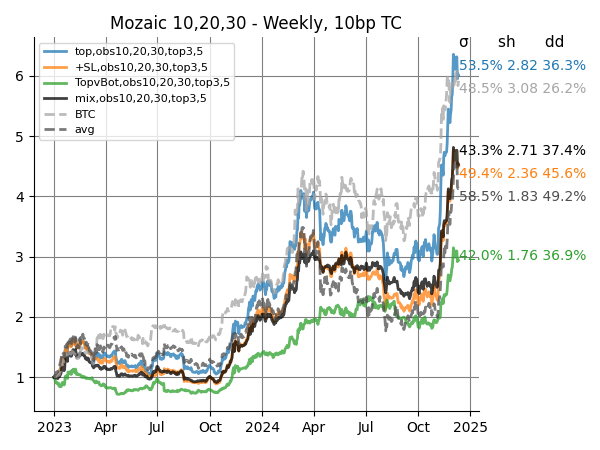 Mozaic 10,20,30 - Weekly, 10bp TC
σ sh dd
top,obs10,20,30,top3,5
+SL,obs10,20,30,top3,5
TopvBot,obs10,20,30,top3,5
mix,obs10,20,30,top3,5
BTC
avg
53.5% 2.82 36.3%
48.5% 3.08 26.2%
43.3% 2.71 37.4%
49.4% 2.36 45.6%
58.5% 1.83 49.2%
42.0% 1.76 36.9%
6
5
4
3
2
1
2023 Apr Jul Oct 2024 Apr Jul Oct 2025